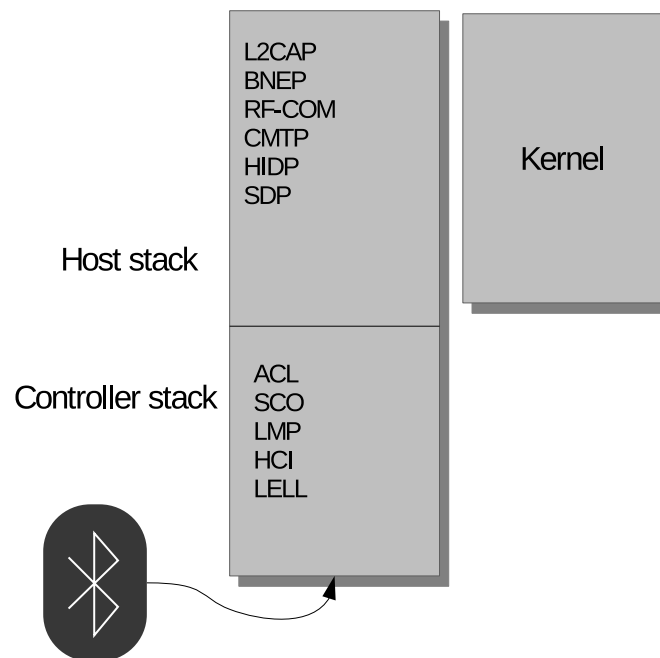 L2CAP
BNEP
RF-COM
CMTP
HIDP
SDP
Kernel
Host stack
Controller stack
ACL
SCO
LMP
HCI
LELL